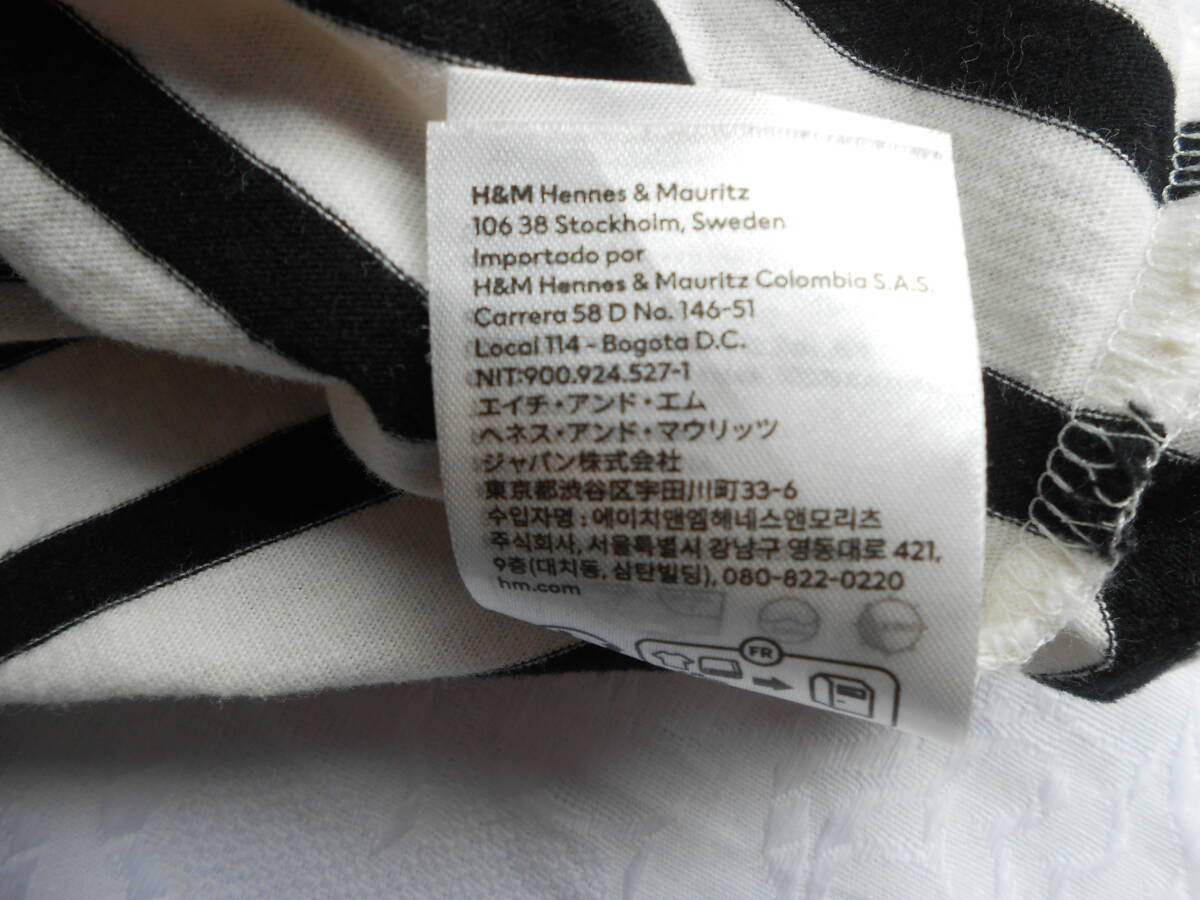 H&M Hennes & Mauritz
106 38 Stockholm, Sweden
Importado por
H&M Hennes & Mauritz Colombia S.A.S.
Carrera 58 D No. 146-51
Local 114 - Bogota D.C.
NIT:900.924.527-1
エイチ・アンド・エム
ヘネス・アンド・マウリッツ
ジャパン株式会社
東京都渋谷区宇田川町33-6
수입자명 : 에이치앤엠헤네스앤모리츠
주식회사, 서울특별시 강남구 영동대로 421,
9층(대치동, 삼탄빌딩), 080-822-0220
hm.com
FR